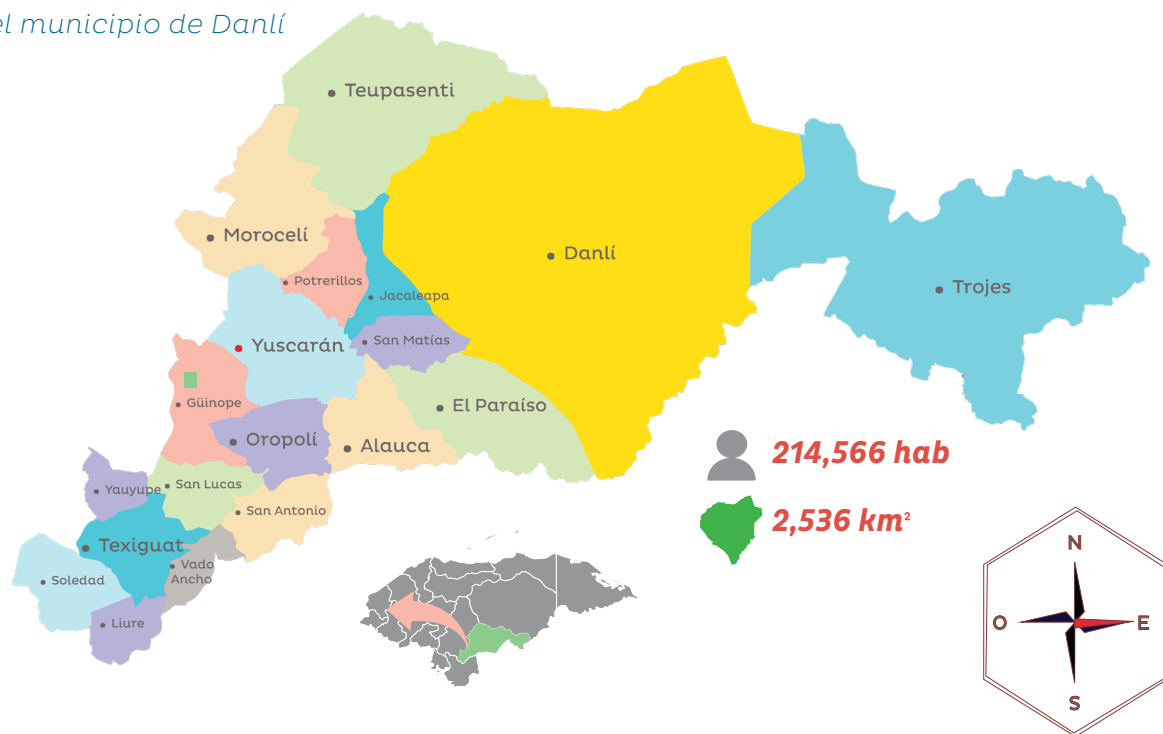 el municipio de Danlí
Teupasenti
Morocelí
Danlí
Potrerillos
Jacaleapa
Trojes
Yuscarán
San Matías
Güinope
El Paraíso
Oropolí
Alauca
Yauyupe
San Lucas
San Antonio
Texiguat
Vado
Ancho
Soledad
Liure
214,566 hab
2,536 km²
N
O
E
S